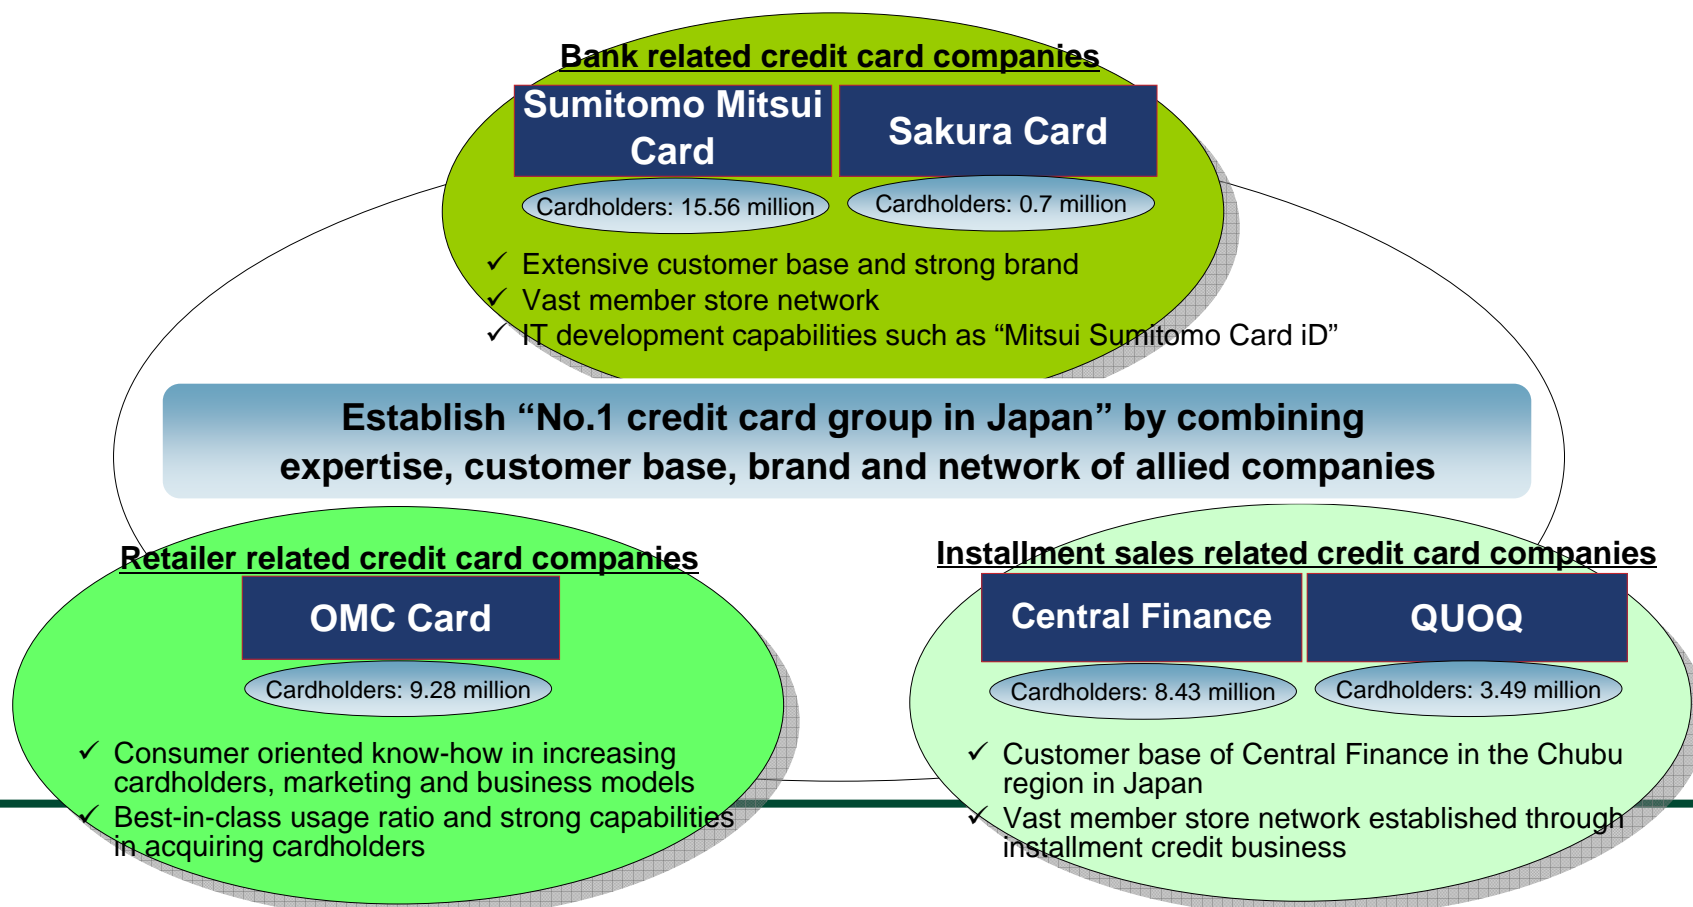 Bank related credit card companies
Sumitomo Mitsui
Card
Sakura Card
Cardholders: 15.56 million
Cardholders: 0.7 million
✓ Extensive customer base and strong brand
✓ Vast member store network
✓ IT development capabilities such as “Mitsui Sumitomo Card iD”
Establish “No.1 credit card group in Japan” by combining
expertise, customer base, brand and network of allied companies
Retailer related credit card companies
OMC Card
Cardholders: 9.28 million
✓ Consumer oriented know-how in increasing
cardholders, marketing and business models
✓ Best-in-class usage ratio and strong capabilities
in acquiring cardholders
Installment sales related credit card companies
Central Finance
QUOQ
Cardholders: 8.43 million
Cardholders: 3.49 million
✓ Customer base of Central Finance in the Chubu
region in Japan
✓ Vast member store network established through
installment credit business